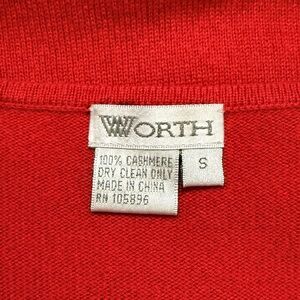 WORTH
100% CASHMERE
DRY CLEAN ONLY
MADE IN CHINA
RN 105896
S